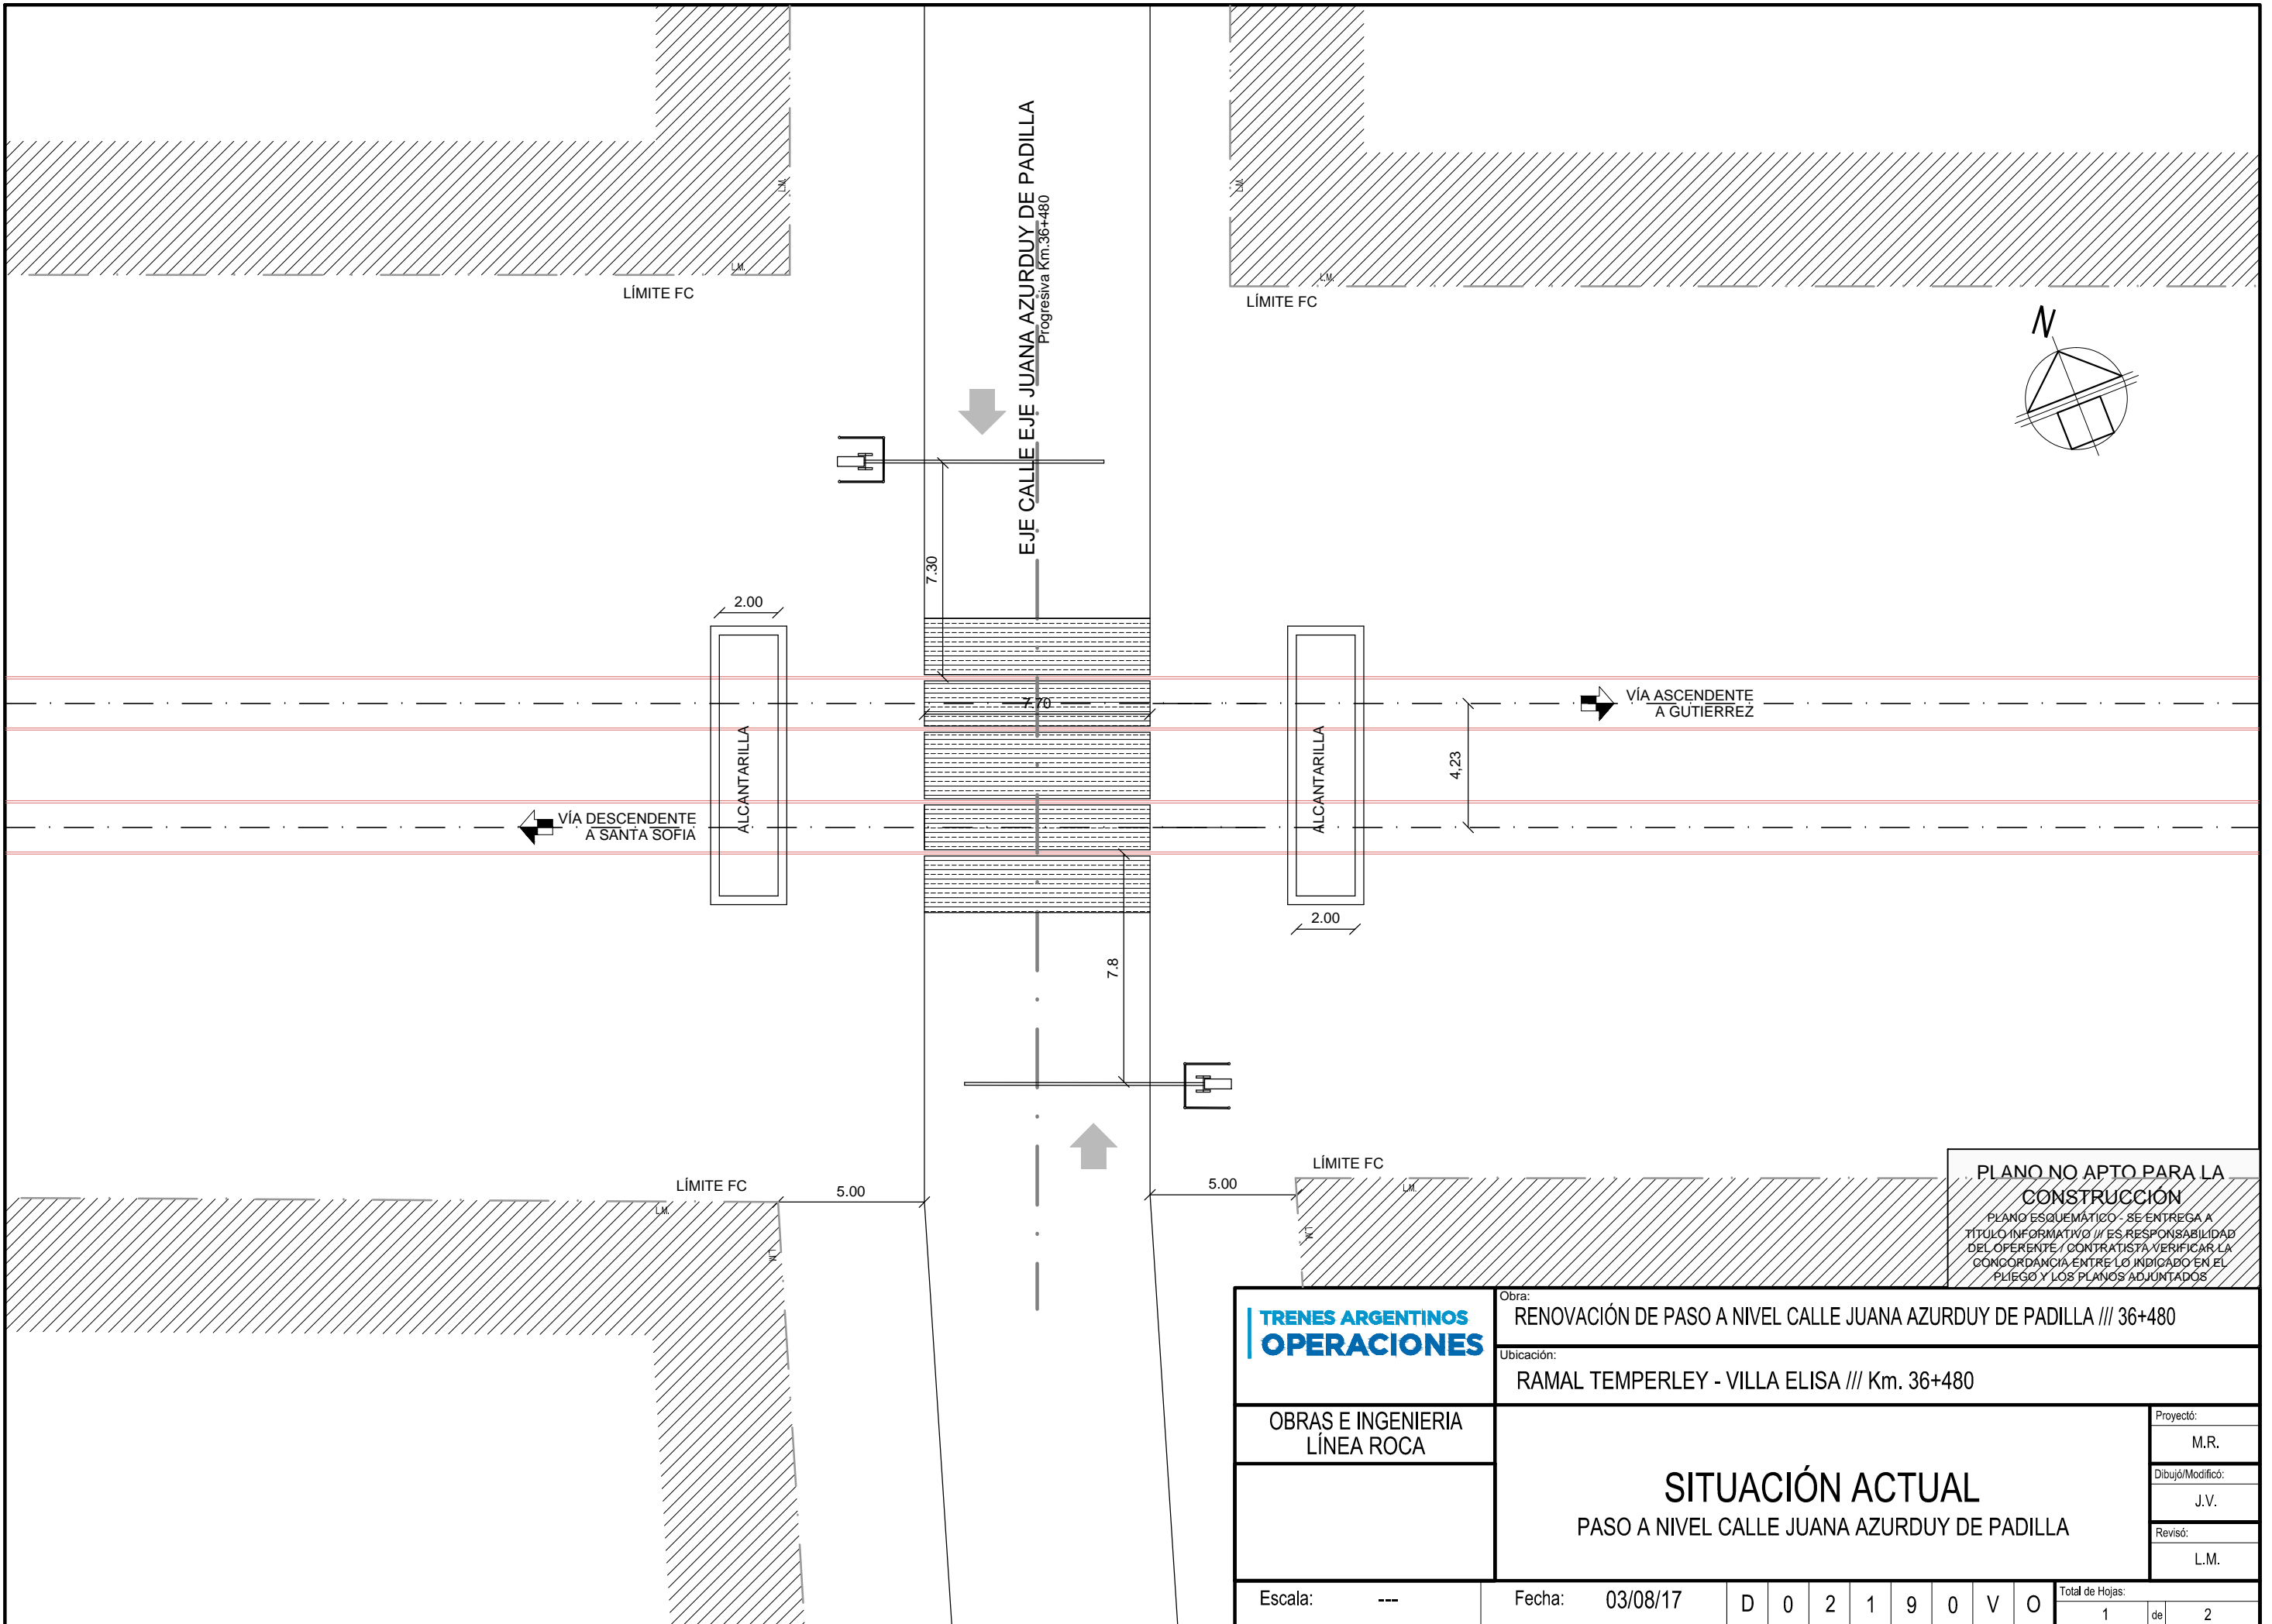 EJE CALLE EJE JUANA AZURDUY DE PADILLA
Progresiva Km.36+480
L.M.
L.M.
L.M.
L.M.
LÍMITE FC
LÍMITE FC
N
7.30
2.00
7.70
VÍA ASCENDENTE
A GUTIERREZ
ALCANTARILLA
ALCANTARILLA
4,23
VÍA DESCENDENTE
A SANTA SOFIA
2.00
7.8
LÍMITE FC
LÍMITE FC
5.00
5.00
L.M.
L.M.
L.M.
L.M.
PLANO NO APTO PARA LA
CONSTRUCCIÓN
PLANO ESQUEMÁTICO - SE ENTREGA A
TÍTULO INFORMATIVO /// ES RESPONSABILIDAD
DEL OFERENTE / CONTRATISTA VERIFICAR LA
CONCORDANCIA ENTRE LO INDICADO EN EL
PLIEGO Y LOS PLANOS ADJUNTADOS
TRENES ARGENTINOS
OPERACIONES
Obra:
RENOVACIÓN DE PASO A NIVEL CALLE JUANA AZURDUY DE PADILLA /// 36+480
Ubicación:
RAMAL TEMPERLEY - VILLA ELISA /// Km. 36+480
OBRAS E INGENIERIA
LÍNEA ROCA
SITUACIÓN ACTUAL
PASO A NIVEL CALLE JUANA AZURDUY DE PADILLA
Proyectó:
M.R.
Dibujó/Modificó:
J.V.
Revisó:
L.M.
Escala: ---
Fecha: 03/08/17
D 0 2 1 9 0 V O
Total de Hojas:
1 de 2